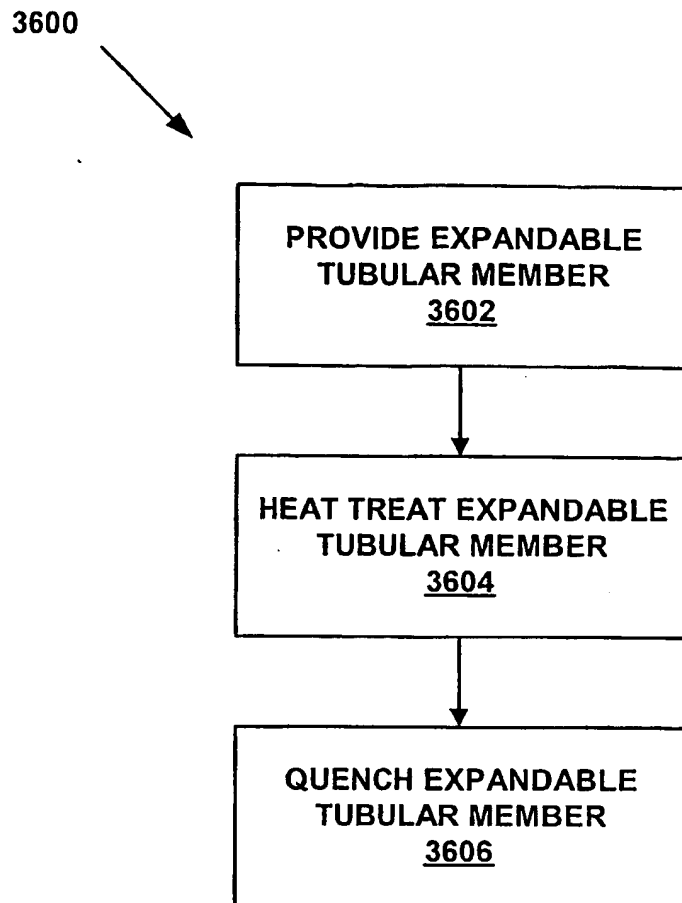 3600
PROVIDE EXPANDABLE
TUBULAR MEMBER
3602
HEAT TREAT EXPANDABLE
TUBULAR MEMBER
3604
QUENCH EXPANDABLE
TUBULAR MEMBER
3606